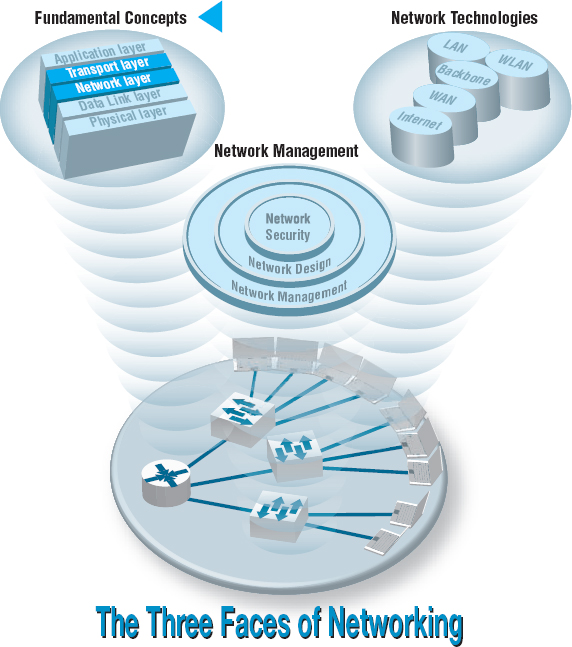 Fundamental Concepts
Network Technologies
Application layer
Transport layer
Network layer
Data Link layer
Physical layer
LAN
WLAN
Backbone
WAN
Internet
Network Management
Network
Security
Network Design
Network Management
The Three Faces of Networking